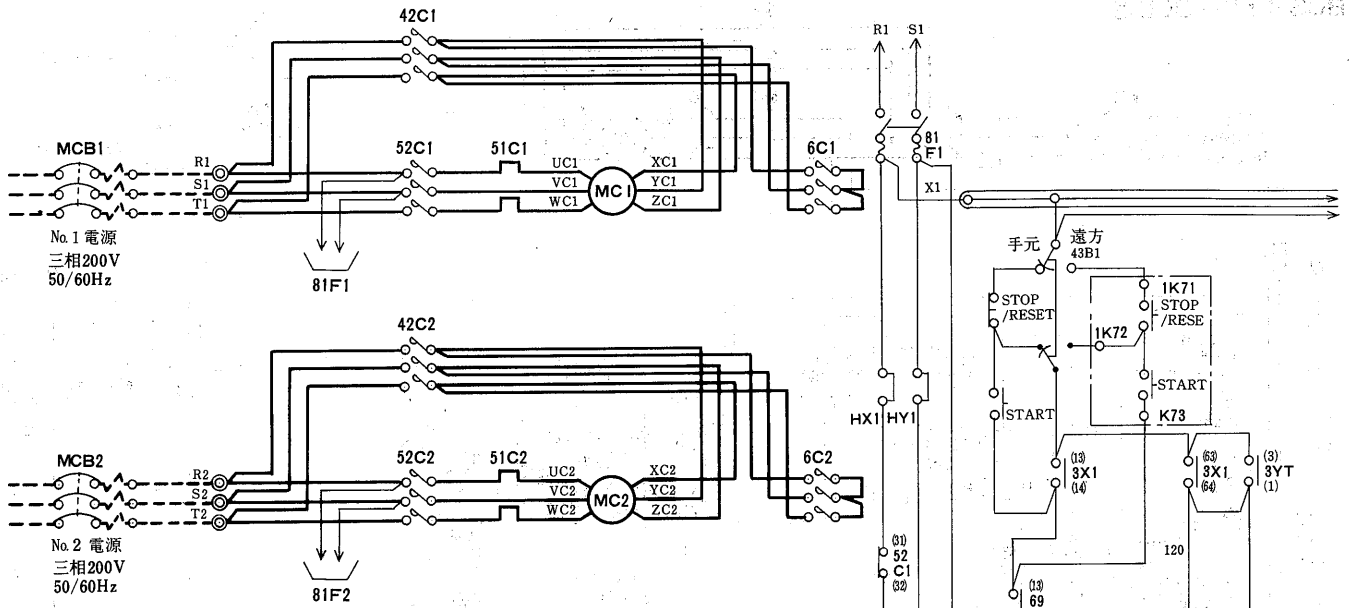 42C1
MCB1
R1
S1
T1
52C1
51C1
UC1
VC1
WC1
MC1
XC1
YC1
ZC1
6C1
No.1 電源
三相200V
50/60Hz
81F1
42C2
MCB2
R2
S2
T2
52C2
51C2
UC2
VC2
WC2
MC2
XC2
YC2
ZC2
6C2
No.2 電源
三相200V
50/60Hz
81F2
R1
S1
81
F1
X1
手元
遠方
43B1
STOP
/RESET
1K71
STOP
/RESE
1K72
START
START
K73
HX1
HY1
(13)
3X1
(14)
(63)
3X1
(64)
(3)
3YT
(1)
(31)
52
C1
(32)
120
(13)
69